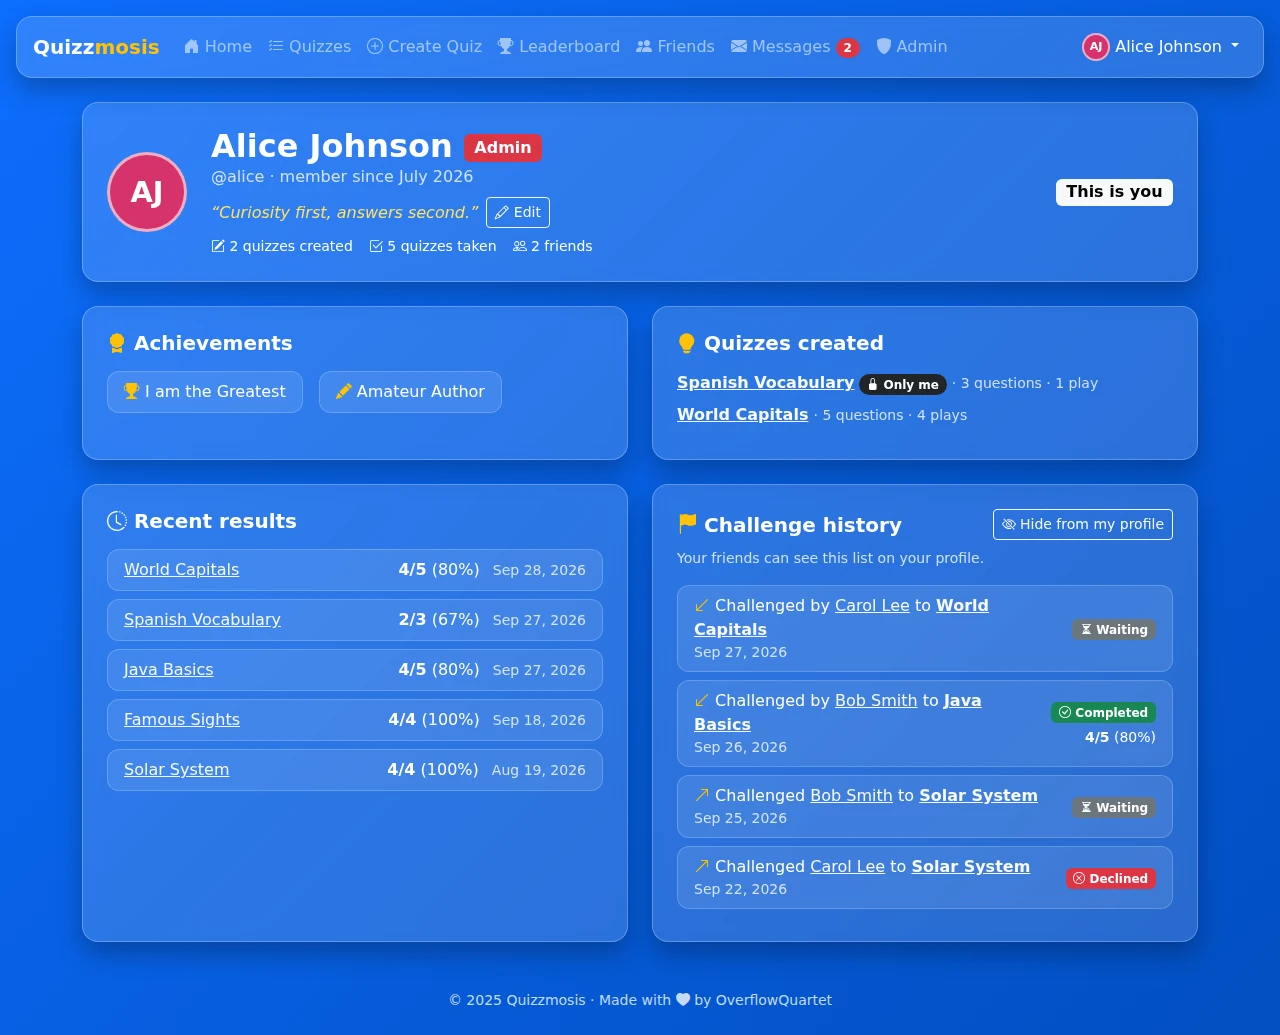 Quizzmosis Home Quizzes Create Quiz Leaderboard Friends Messages 2 Admin AJ Alice Johnson
AJ
Alice Johnson Admin
@alice · member since July 2026
“Curiosity first, answers second.” Edit
2 quizzes created 5 quizzes taken 2 friends
This is you
Achievements
I am the Greatest Amateur Author
Quizzes created
Spanish Vocabulary Only me · 3 questions · 1 play
World Capitals · 5 questions · 4 plays
Recent results
World Capitals 4/5 (80%) Sep 28, 2026
Spanish Vocabulary 2/3 (67%) Sep 27, 2026
Java Basics 4/5 (80%) Sep 27, 2026
Famous Sights 4/4 (100%) Sep 18, 2026
Solar System 4/4 (100%) Aug 19, 2026
Challenge history Hide from my profile
Your friends can see this list on your profile.
Challenged by Carol Lee to World
Capitals
Sep 27, 2026
Waiting
Challenged by Bob Smith to Java
Basics
Sep 26, 2026
Completed
4/5 (80%)
Challenged Bob Smith to Solar System
Sep 25, 2026
Waiting
Challenged Carol Lee to Solar System
Sep 22, 2026
Declined
© 2025 Quizzmosis · Made with by OverflowQuartet